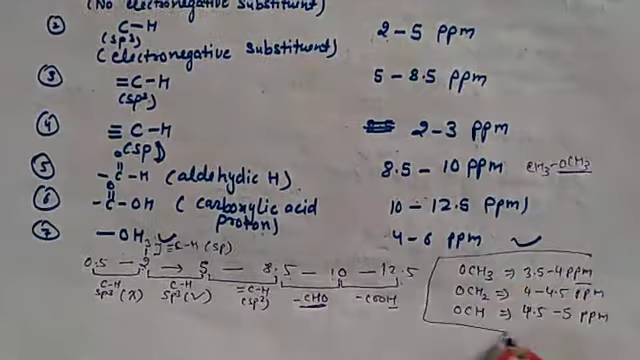 (No electronegative substituent)
② C-H (sp³) 2-5 ppm
(electronegative substituent)
③ =C-H (sp²) 5-8.5 ppm
④ ≡C-H (sp) 2-3 ppm
⑤ -C(=O)-H (aldehydic H) 8.5-10 ppm CH₃-OCH₃
⑥ -C(=O)-OH (carboxylic acid proton) 10-12.5 ppm)
⑦ -OH 4-6 ppm ✓
≡C-H (sp)
0.5 - 2 → 5 - 8.5 - 10 - 12.5
C-H sp³(x) C-H sp³(✓) =C-H (sp²) -CHO -COOH
OCH₃ ⇒ 3.5-4 ppm
OCH₂ ⇒ 4-4.5 ppm
OCH ⇒ 4.5-5 ppm